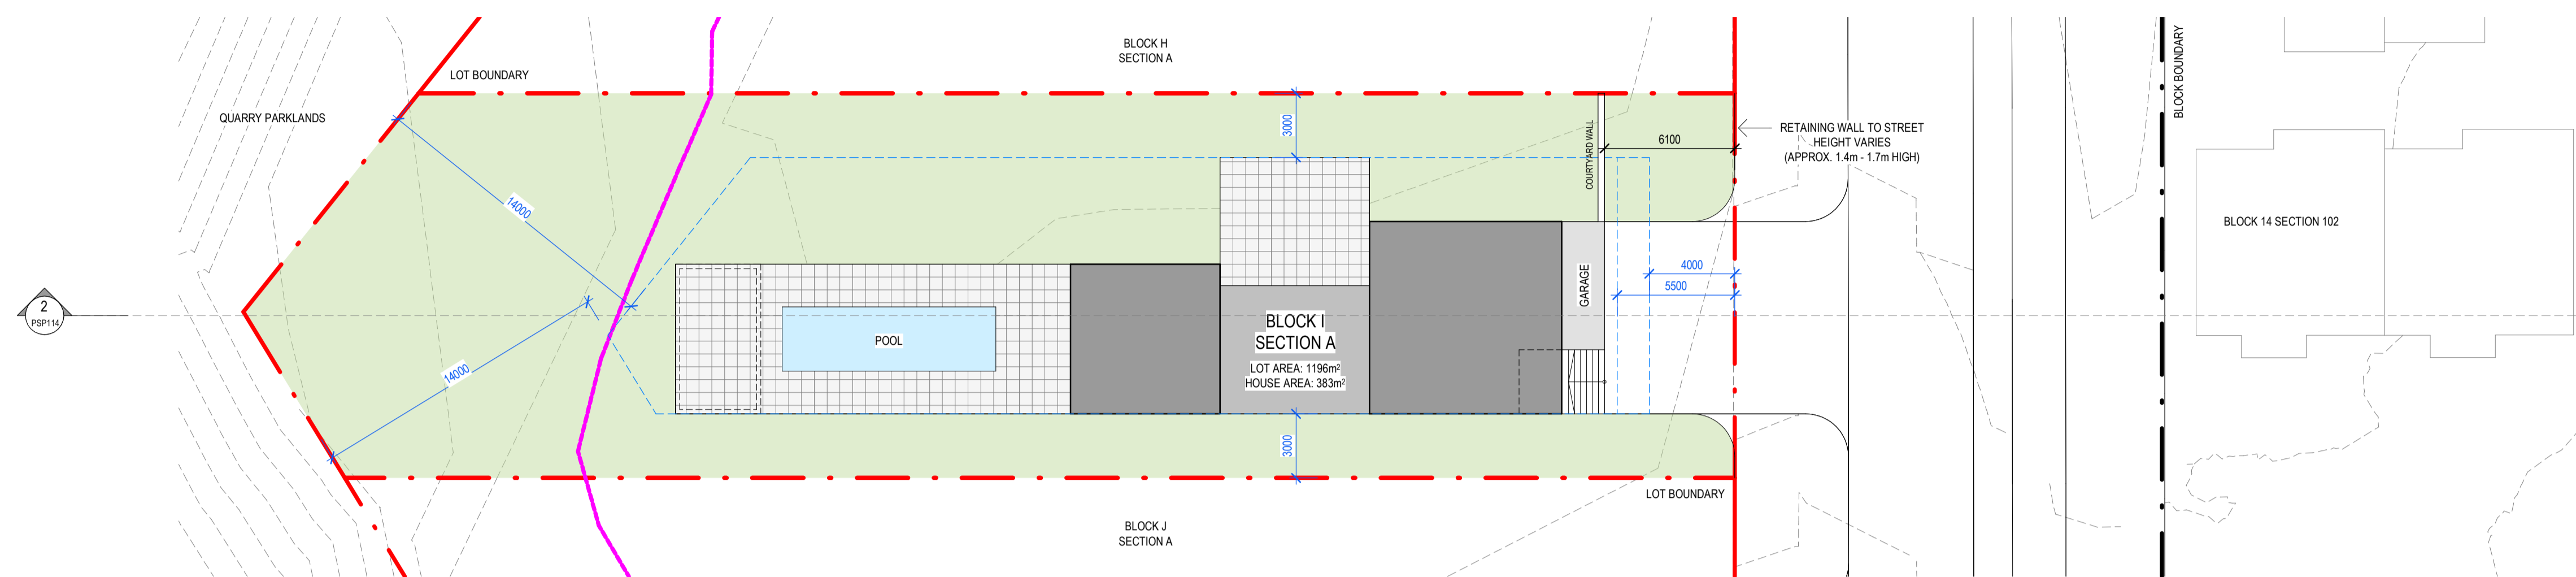 BLOCK H
SECTION A
LOT BOUNDARY
QUARRY PARKLANDS
BLOCK BOUNDARY
3000
COURTYARD WALL
6100
RETAINING WALL TO STREET
HEIGHT VARIES
(APPROX. 1.4m - 1.7m HIGH)
14000
BLOCK 14 SECTION 102
4000
5500
GARAGE
2
PSP114
POOL
BLOCK I
SECTION A
LOT AREA: 1196m²
HOUSE AREA: 383m²
14000
3000
LOT BOUNDARY
BLOCK J
SECTION A